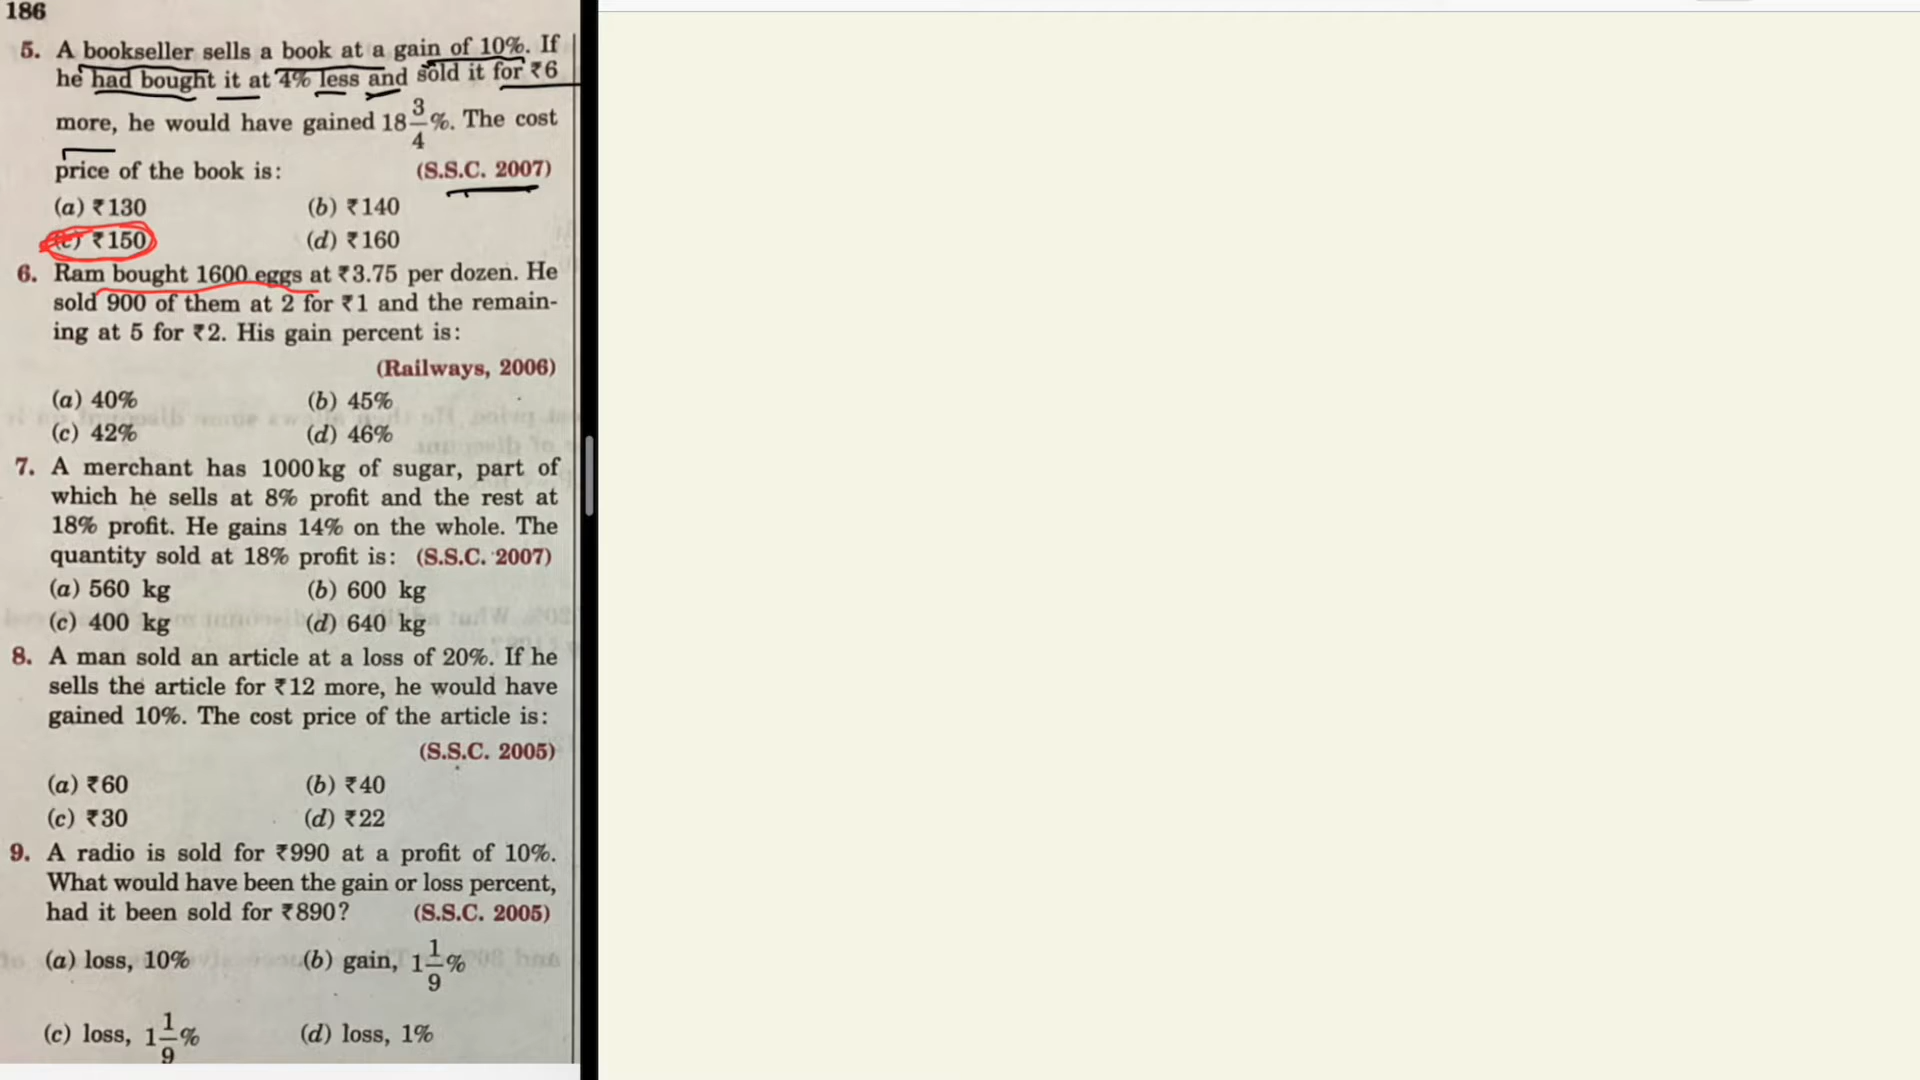 186
5. A bookseller sells a book at a gain of 10%. If
he had bought it at 4% less and sold it for ₹6
more, he would have gained 18 3/4 %. The cost
price of the book is: (S.S.C. 2007)
(a) ₹130 (b) ₹140
(c) ₹150 (d) ₹160
6. Ram bought 1600 eggs at ₹3.75 per dozen. He
sold 900 of them at 2 for ₹1 and the remain-
ing at 5 for ₹2. His gain percent is:
(Railways, 2006)
(a) 40% (b) 45%
(c) 42% (d) 46%
7. A merchant has 1000 kg of sugar, part of
which he sells at 8% profit and the rest at
18% profit. He gains 14% on the whole. The
quantity sold at 18% profit is: (S.S.C. 2007)
(a) 560 kg (b) 600 kg
(c) 400 kg (d) 640 kg
8. A man sold an article at a loss of 20%. If he
sells the article for ₹12 more, he would have
gained 10%. The cost price of the article is:
(S.S.C. 2005)
(a) ₹60 (b) ₹40
(c) ₹30 (d) ₹22
9. A radio is sold for ₹990 at a profit of 10%.
What would have been the gain or loss percent,
had it been sold for ₹890? (S.S.C. 2005)
(a) loss, 10% (b) gain, 1 1/9 %
(c) loss, 1 1/9 % (d) loss, 1%